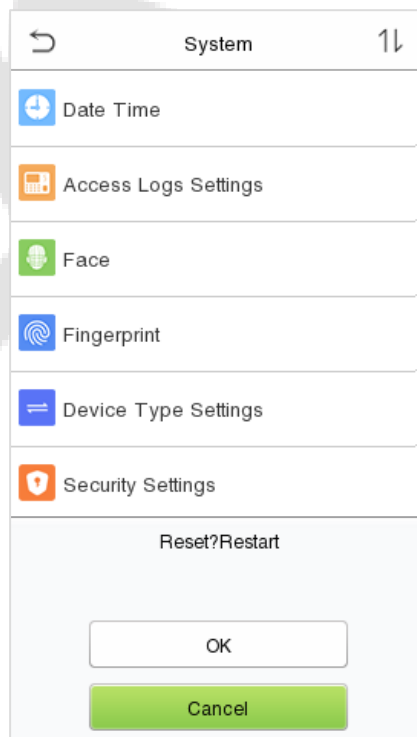 System
Date Time
Access Logs Settings
Face
Fingerprint
Device Type Settings
Security Settings
Reset?Restart
OK
Cancel